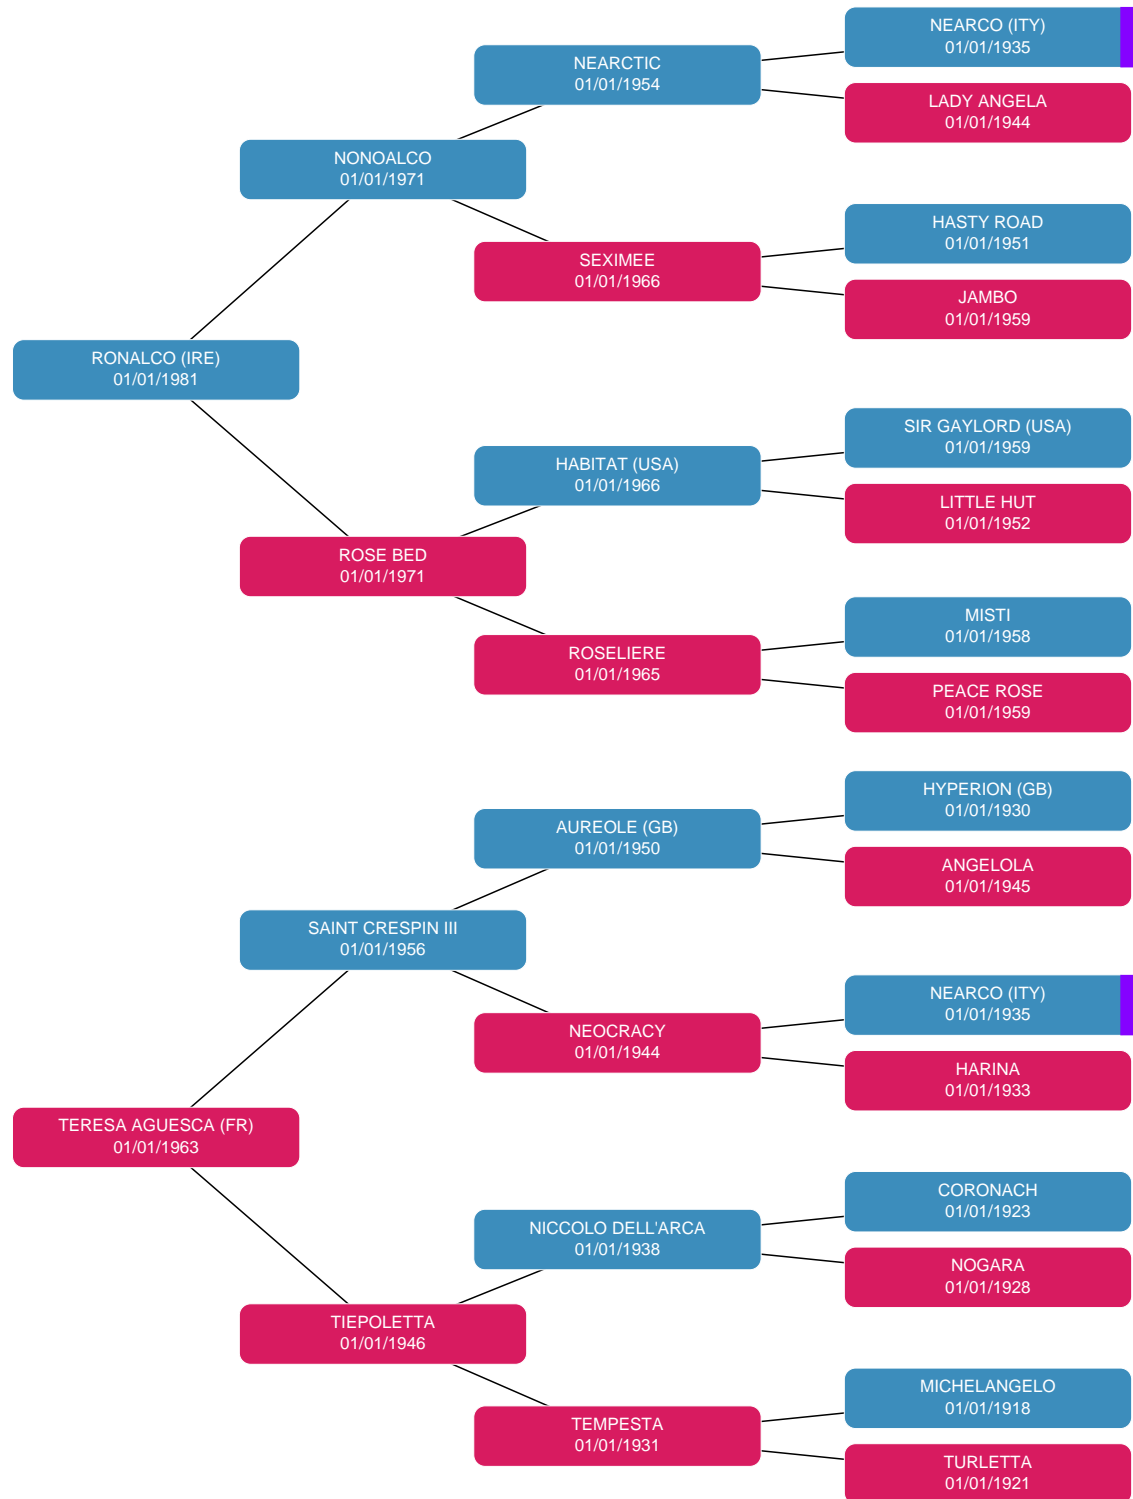 NEARCO (ITY)
01/01/1935
NEARCTIC
01/01/1954
LADY ANGELA
01/01/1944
NONOALCO
01/01/1971
HASTY ROAD
01/01/1951
SEXIMEE
01/01/1966
JAMBO
01/01/1959
RONALCO (IRE)
01/01/1981
SIR GAYLORD (USA)
01/01/1959
HABITAT (USA)
01/01/1966
LITTLE HUT
01/01/1952
ROSE BED
01/01/1971
MISTI
01/01/1958
ROSELIERE
01/01/1965
PEACE ROSE
01/01/1959
HYPERION (GB)
01/01/1930
AUREOLE (GB)
01/01/1950
ANGELOLA
01/01/1945
SAINT CRESPIN III
01/01/1956
NEARCO (ITY)
01/01/1935
NEOCRACY
01/01/1944
HARINA
01/01/1933
TERESA AGUESCA (FR)
01/01/1963
CORONACH
01/01/1923
NICCOLO DELL'ARCA
01/01/1938
NOGARA
01/01/1928
TIEPOLETTA
01/01/1946
MICHELANGELO
01/01/1918
TEMPESTA
01/01/1931
TURLETTA
01/01/1921